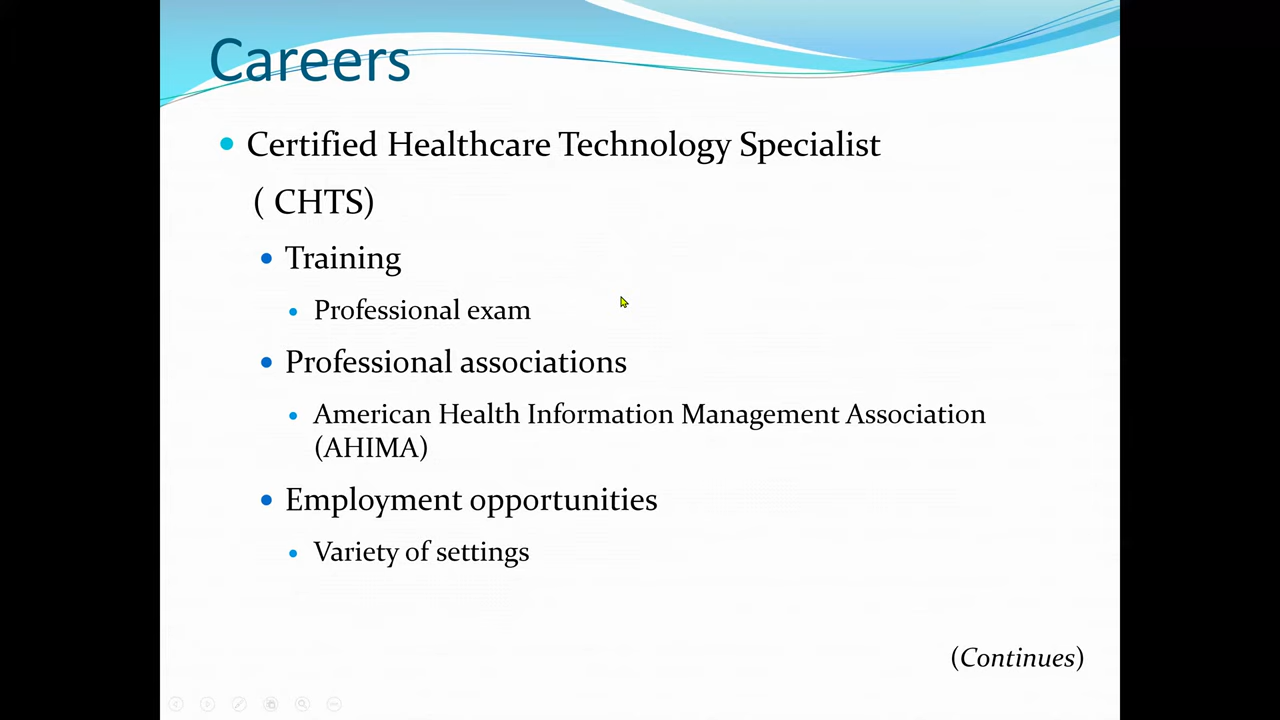 Careers
Certified Healthcare Technology Specialist
( CHTS)
Training
Professional exam
Professional associations
American Health Information Management Association
(AHIMA)
Employment opportunities
Variety of settings
(Continues)